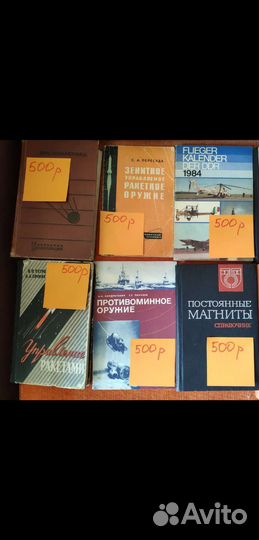 500р
С. А. ПЕРЕСАДА
ЗЕНИТНОЕ
УПРАВЛЯЕМОЕ
РАКЕТНОЕ
ОРУЖИЕ
500р
FLIEGER
KALENDER
DER DDR
1984
500р
500р
Управление
РАКЕТАМИ
ПРОТИВОМИННОЕ
ОРУЖИЕ
500р
ПОСТОЯННЫЕ
МАГНИТЫ
СПРАВОЧНИК
500р
Avito